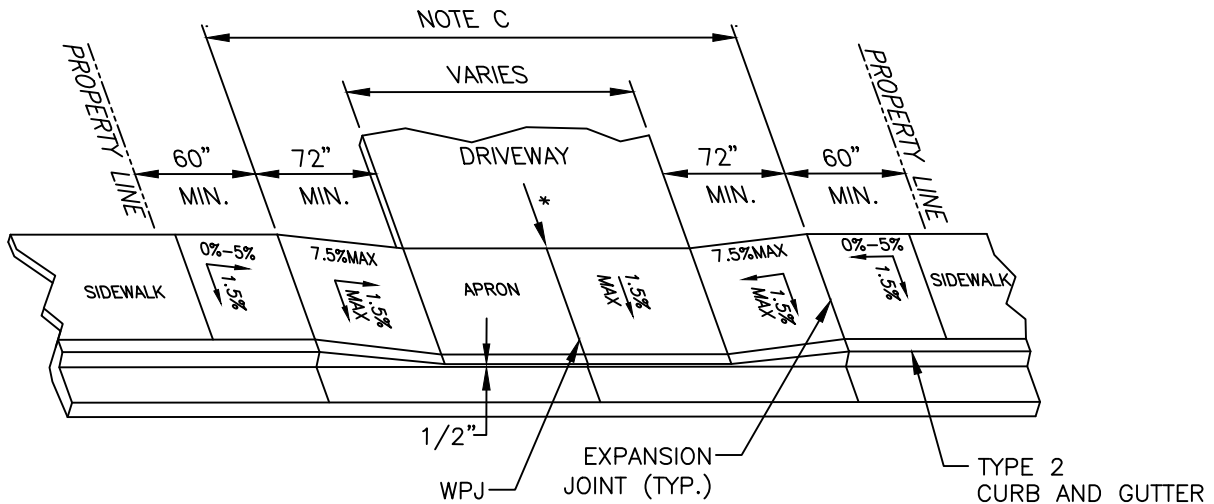 NOTE C
VARIES
PROPERTY LINE
PROPERTY LINE
60"
MIN.
72"
MIN.
DRIVEWAY
*
72"
MIN.
60"
MIN.
SIDEWALK
0%-5%
1.5%
7.5%MAX
1.5%
MAX
APRON
1.5%
MAX
7.5%MAX
1.5%
MAX
0%-5%
1.5%
SIDEWALK
1/2"
WPJ
EXPANSION
JOINT (TYP.)
TYPE 2
CURB AND GUTTER